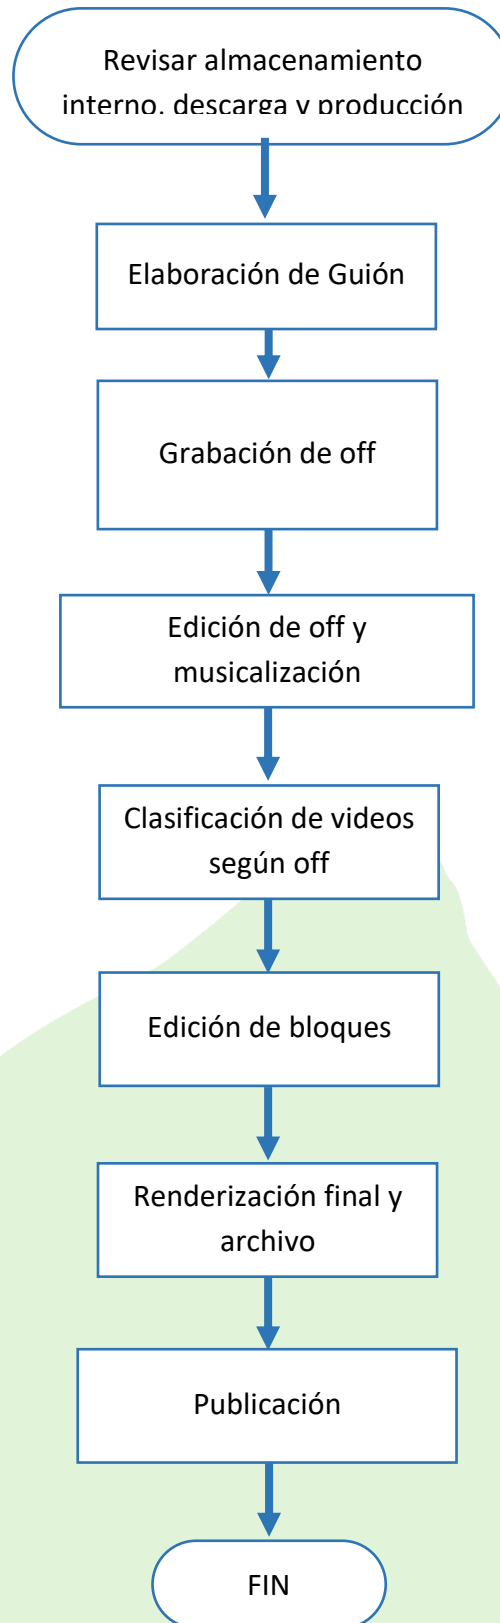 Revisar almacenamiento
interno, descarga y producción
Elaboración de Guión
Grabación de off
Edición de off y
musicalización
Clasificación de videos
según off
Edición de bloques
Renderización final y
archivo
Publicación
FIN